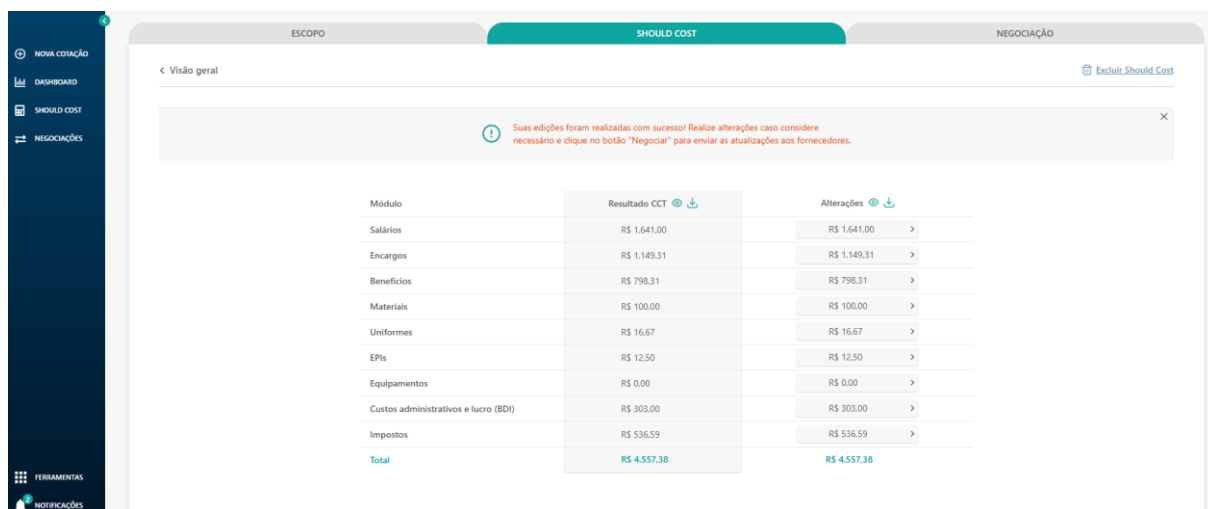 ESCOPO SHOULD COST NEGOCIAÇÃO
NOVA COTAÇÃO
DASHBOARD
SHOULD COST
NEGOCIAÇÕES
Visão geral Excluir Should Cost
Suas edições foram realizadas com sucesso! Realize alterações caso considere
necessário e clique no botão "Negociar" para enviar as atualizações aos fornecedores.
Módulo Resultado CCT Alterações
Salários R$ 1.641,00 R$ 1.641,00
Encargos R$ 1.149,31 R$ 1.149,31
Benefícios R$ 798,31 R$ 798,31
Materiais R$ 100,00 R$ 100,00
Uniformes R$ 16,67 R$ 16,67
EPIs R$ 12,50 R$ 12,50
Equipamentos R$ 0,00 R$ 0,00
Custos administrativos e lucro (BDI) R$ 303,00 R$ 303,00
Impostos R$ 536,59 R$ 536,59
Total R$ 4.557,38 R$ 4.557,38
FERRAMENTAS
2
NOTIFICAÇÕES